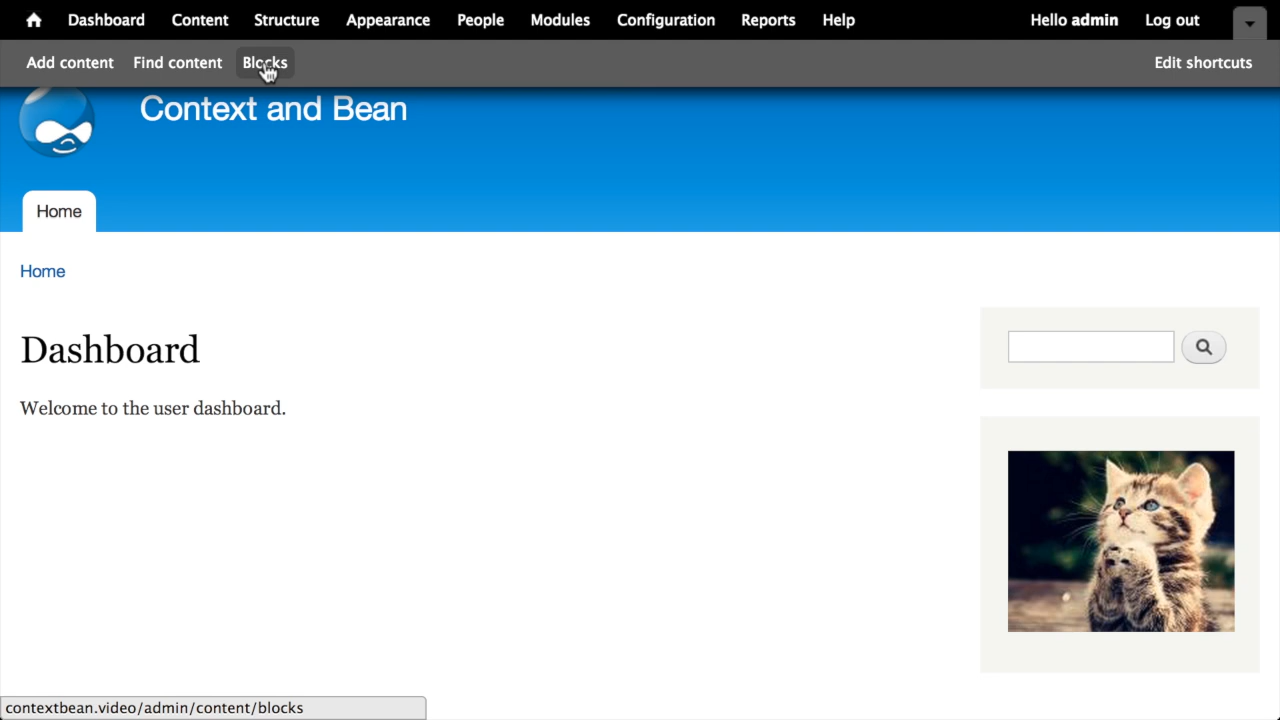 Dashboard Content Structure Appearance People Modules Configuration Reports Help Hello admin Log out
Add content Find content Blocks Edit shortcuts
Context and Bean
Home
Home
Dashboard
Welcome to the user dashboard.
contextbean.video/admin/content/blocks